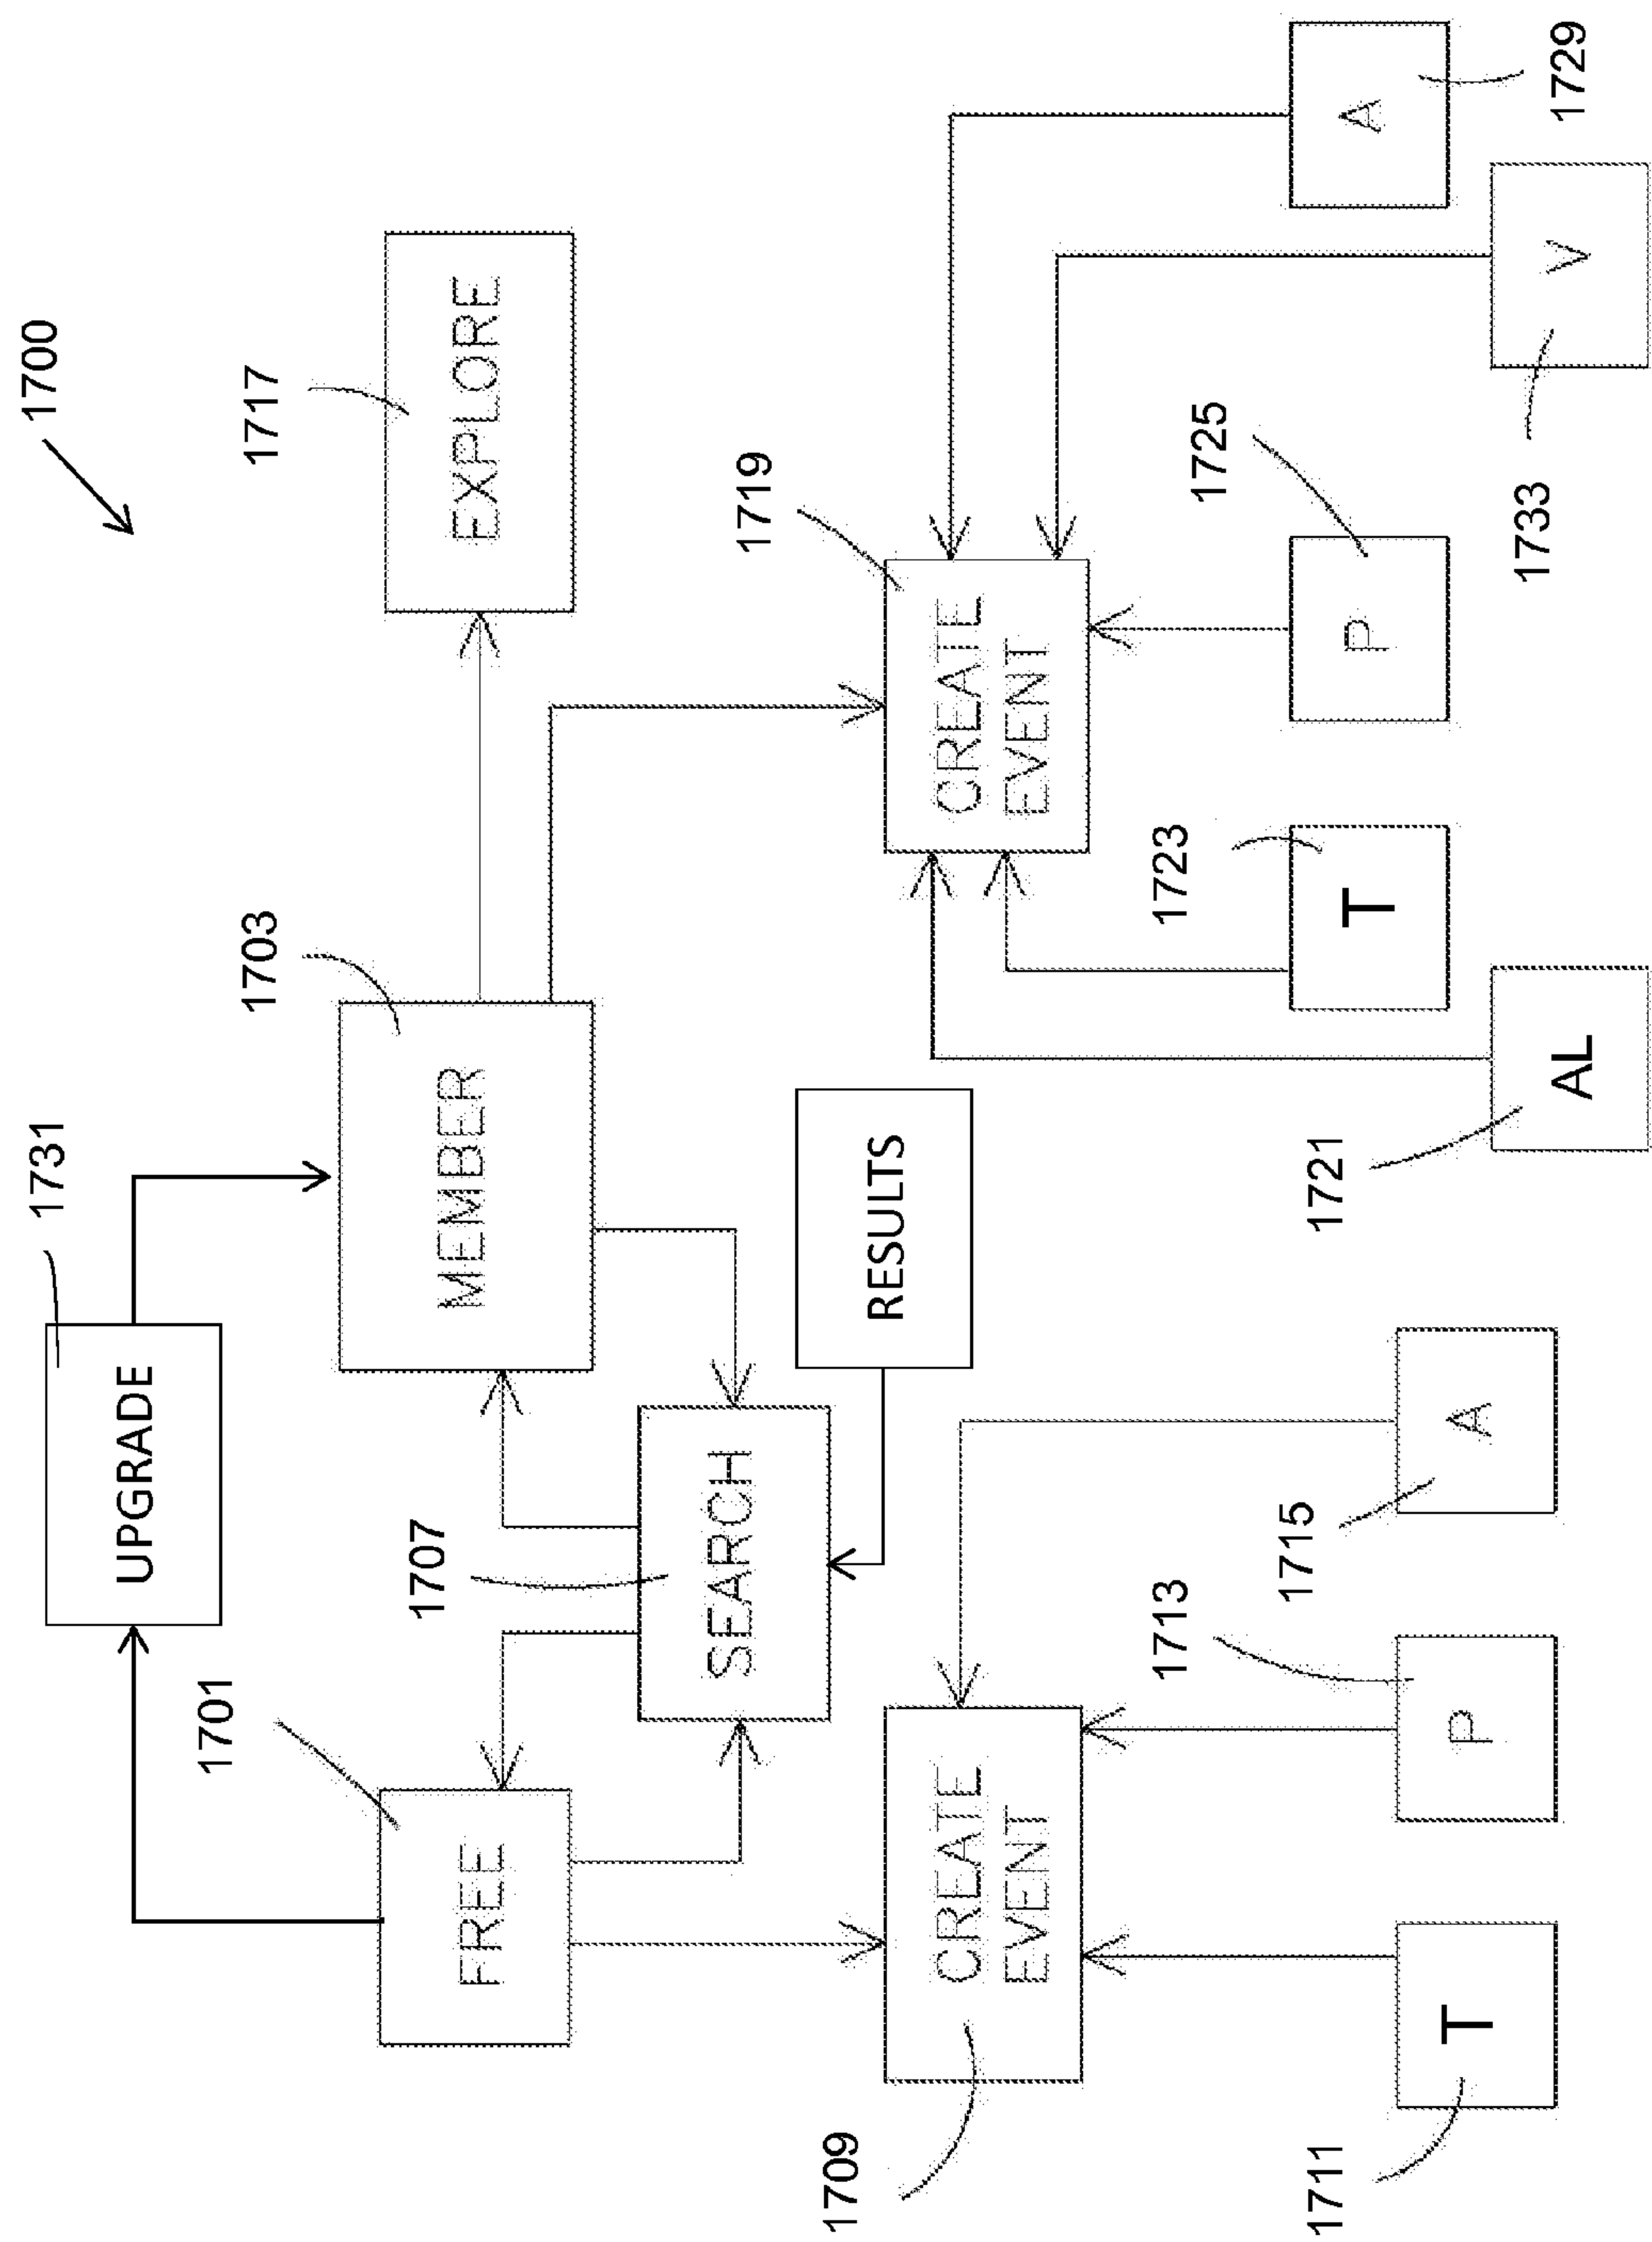 1700
1731
UPGRADE
1701
1703
1717
FREE
MEMBER
EXPLORE
1707
SEARCH
RESULTS
1719
1709
CREATE
EVENT
CREATE
EVENT
1711
T
1713
P
1715
A
1721
AL
1723
T
1725
P
1733
V
1729
A